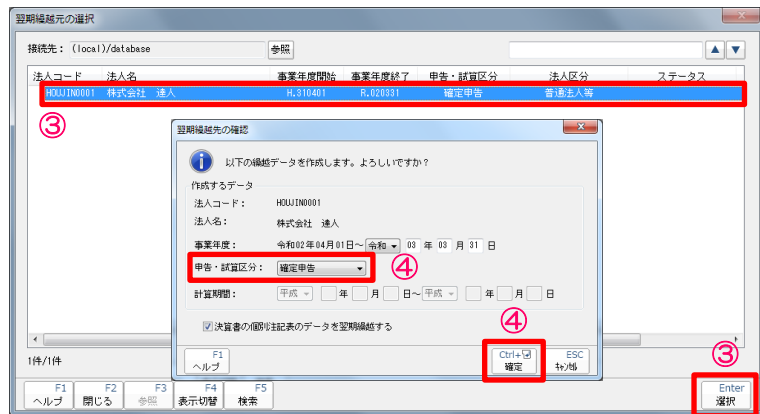 翌期繰越元の選択
接続先： (local)/database 参照
法人コード 法人名 事業年度開始 事業年度終了 申告・試算区分 法人区分 ステータス
HOUJIN0001 株式会社 達人 H.310401 R.020331 確定申告 普通法人等
③
翌期繰越先の確認
以下の繰越データを作成します。よろしいですか？
作成するデータ
法人コード： HOUJIN0001
法人名： 株式会社 達人
事業年度： 令和02年04月01日～ 令和 03 年 03 月 31 日
申告・試算区分： 確定申告 ④
計算期間： 平成 年 月 日～ 平成 年 月 日
決算書の個別注記表のデータを翌期繰越する
④
F1 Ctrl+ ESC
ヘルプ 確定 ｷｬﾝｾﾙ
1件/1件
③
F1 F2 F3 F4 F5 Enter
ヘルプ 閉じる 参照 表示切替 検索 選択